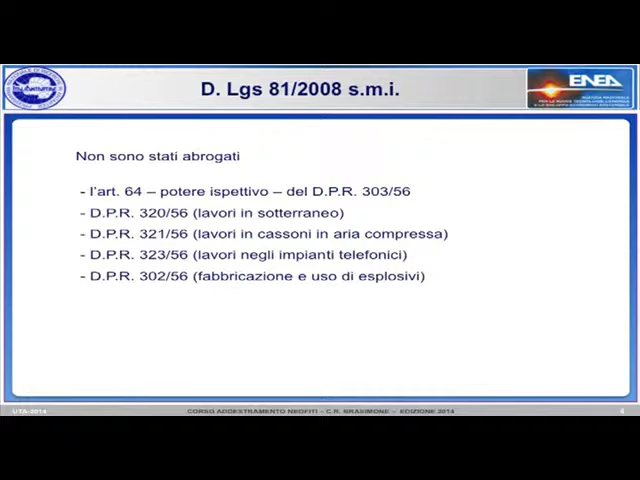 D. Lgs 81/2008 s.m.i.
ENEA
Non sono stati abrogati
- l'art. 64 – potere ispettivo – del D.P.R. 303/56
- D.P.R. 320/56 (lavori in sotterraneo)
- D.P.R. 321/56 (lavori in cassoni in aria compressa)
- D.P.R. 323/56 (lavori negli impianti telefonici)
- D.P.R. 302/56 (fabbricazione e uso di esplosivi)
UTA-2014
CORSO ADDESTRAMENTO NEOFITI – C.R. BRASIMONE – EDIZIONE 2014
6